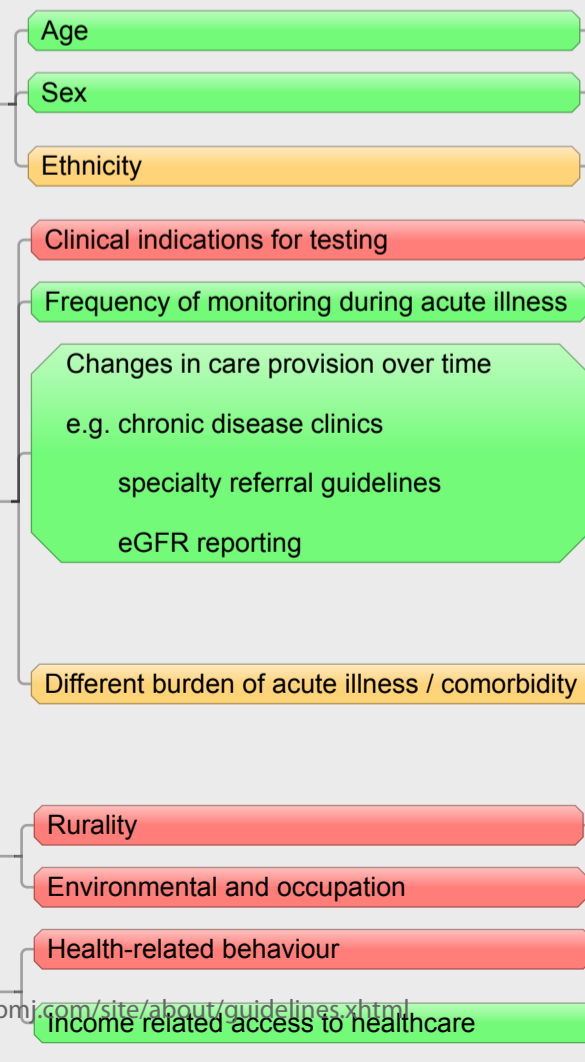 Age
Sex
Ethnicity
Clinical indications for testing
Frequency of monitoring during acute illness
Changes in care provision over time
e.g. chronic disease clinics
specialty referral guidelines
eGFR reporting
Different burden of acute illness / comorbidity
Rurality
Environmental and occupation
Health-related behaviour
bmj.com/site/about/guidelines.xhtml
Income related access to healthcare